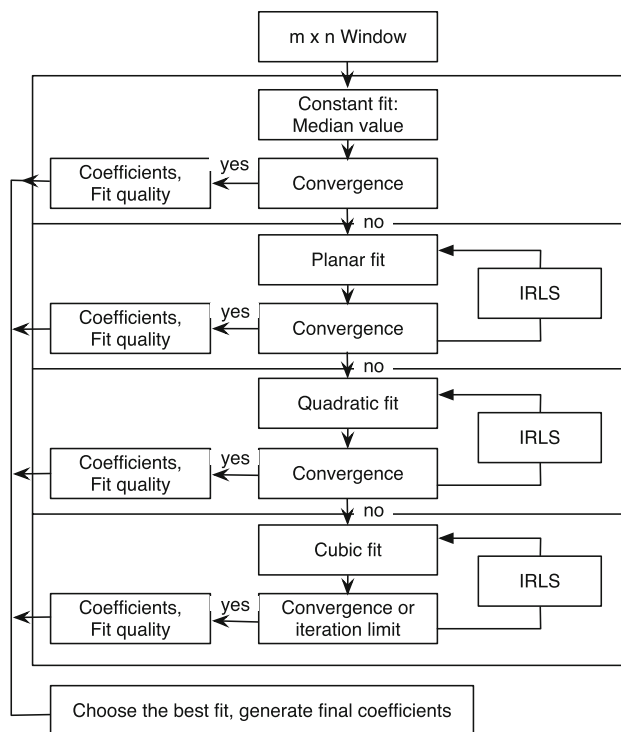 m x n Window
Constant fit:
Median value
Coefficients,
Fit quality
yes
Convergence
no
Planar fit
IRLS
Coefficients,
Fit quality
yes
Convergence
no
Quadratic fit
IRLS
Coefficients,
Fit quality
yes
Convergence
no
Cubic fit
IRLS
Coefficients,
Fit quality
yes
Convergence or
iteration limit
Choose the best fit, generate final coefficients